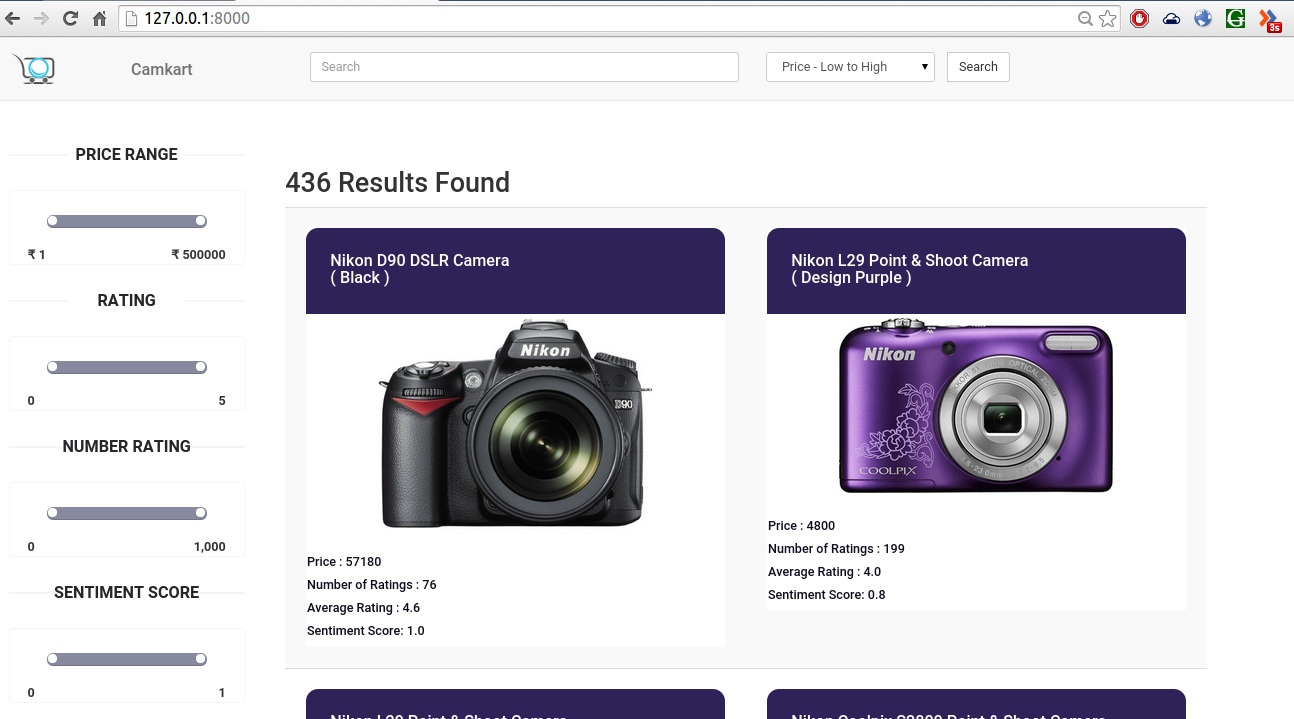 127.0.0.1:8000
3s
Camkart
Search
Price - Low to High
Search
PRICE RANGE
₹ 1
₹ 500000
RATING
0
5
NUMBER RATING
0
1,000
SENTIMENT SCORE
0
1
436 Results Found
Nikon D90 DSLR Camera
( Black )
Nikon
D90
Price : 57180
Number of Ratings : 76
Average Rating : 4.6
Sentiment Score: 1.0
Nikon L29 Point & Shoot Camera
( Design Purple )
Nikon
COOLPIX
Price : 4800
Number of Ratings : 199
Average Rating : 4.0
Sentiment Score: 0.8